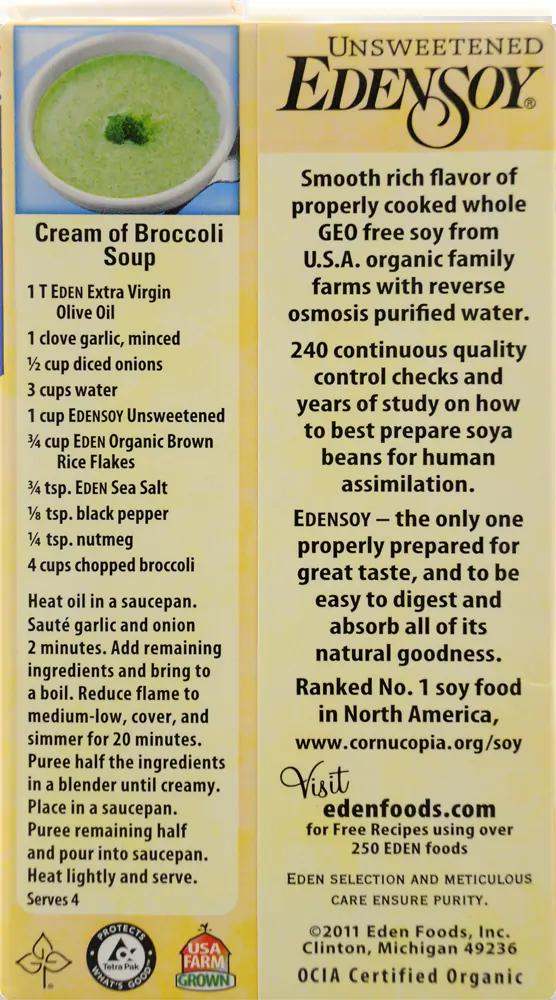 Cream of Broccoli
Soup
1 T EDEN Extra Virgin
Olive Oil
1 clove garlic, minced
½ cup diced onions
3 cups water
1 cup EDENSOY Unsweetened
¾ cup EDEN Organic Brown
Rice Flakes
¾ tsp. EDEN Sea Salt
⅛ tsp. black pepper
¼ tsp. nutmeg
4 cups chopped broccoli
Heat oil in a saucepan.
Sauté garlic and onion
2 minutes. Add remaining
ingredients and bring to
a boil. Reduce flame to
medium-low, cover, and
simmer for 20 minutes.
Puree half the ingredients
in a blender until creamy.
Place in a saucepan.
Puree remaining half
and pour into saucepan.
Heat lightly and serve.
Serves 4
PROTECTS
Tetra Pak
WHAT'S GOOD
USA
FARM
GROWN
UNSWEETENED
EDENSOY®
Smooth rich flavor of
properly cooked whole
GEO free soy from
U.S.A. organic family
farms with reverse
osmosis purified water.
240 continuous quality
control checks and
years of study on how
to best prepare soya
beans for human
assimilation.
EDENSOY – the only one
properly prepared for
great taste, and to be
easy to digest and
absorb all of its
natural goodness.
Ranked No. 1 soy food
in North America,
www.cornucopia.org/soy
Visit
edenfoods.com
for Free Recipes using over
250 EDEN foods
EDEN SELECTION AND METICULOUS
CARE ENSURE PURITY.
©2011 Eden Foods, Inc.
Clinton, Michigan 49236
OCIA Certified Organic